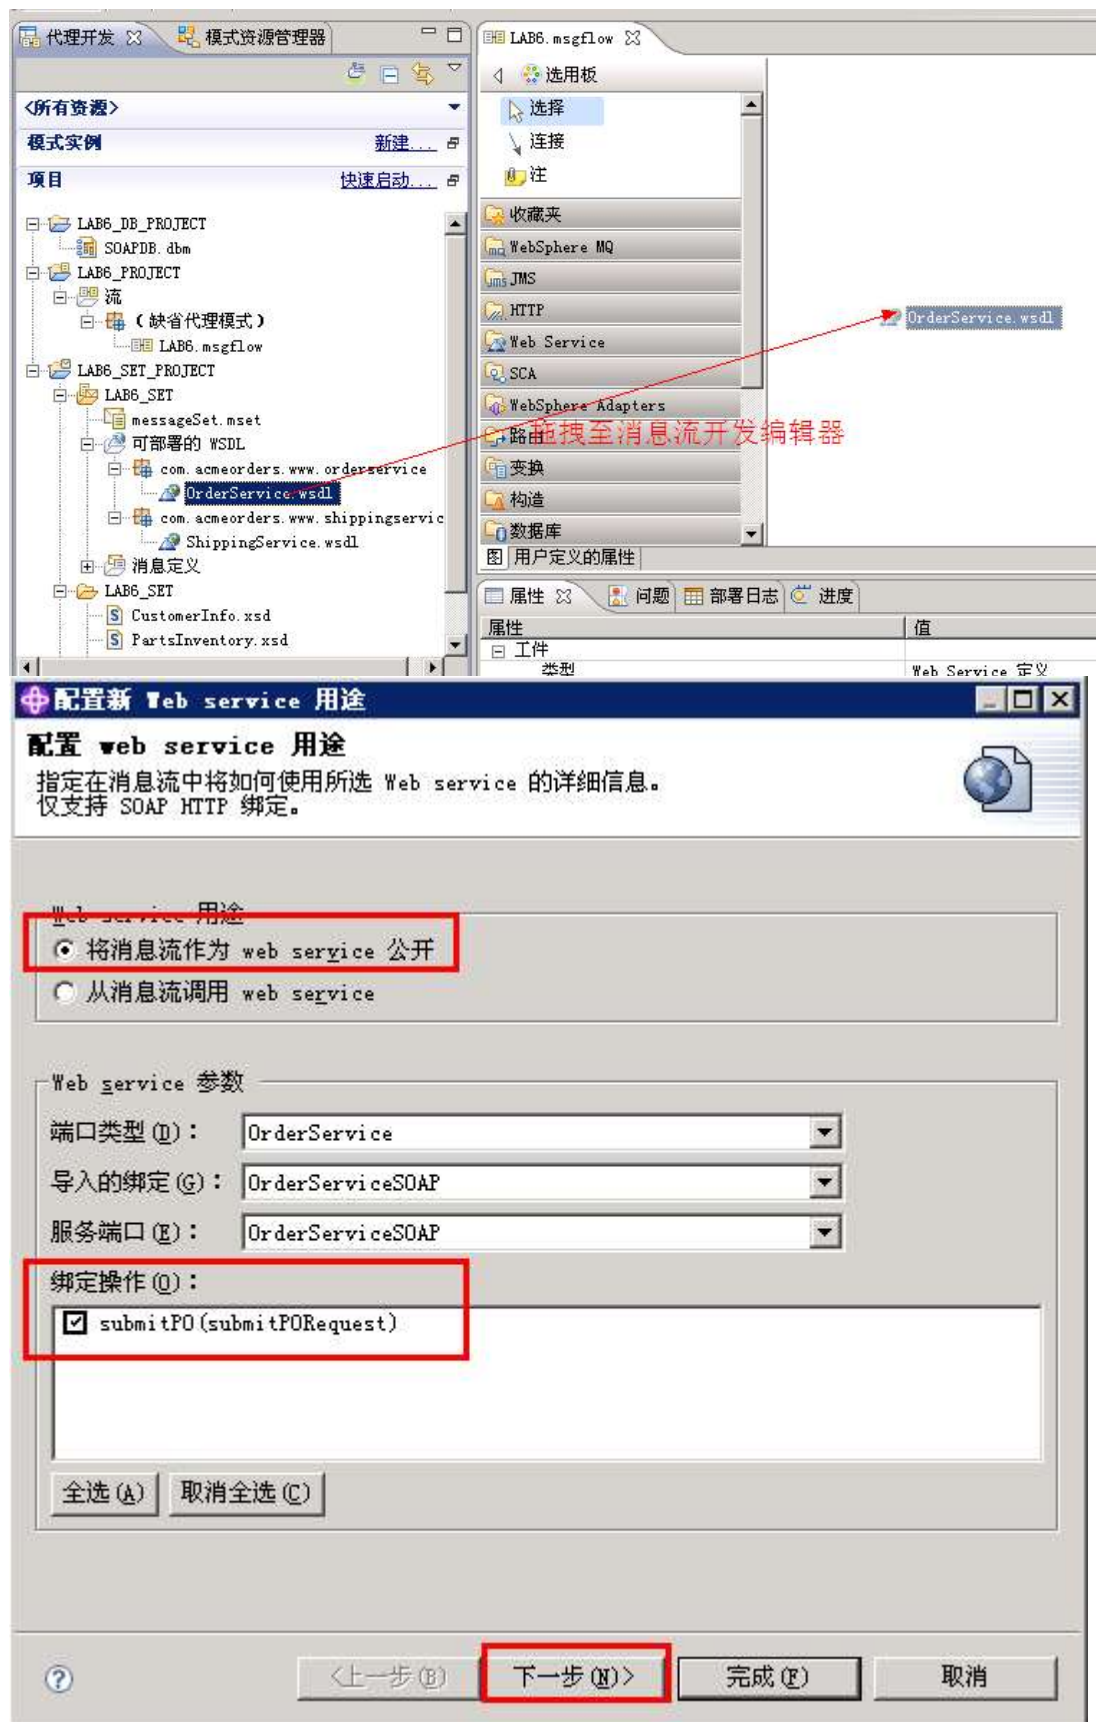 代理开发
模式资源管理器
<所有资源>
模式实例
新建...
项目
快速启动...
LAB6_DB_PROJECT
SOAPDB.dbm
LAB6_PROJECT
流
(缺省代理模式)
LAB6.msgflow
LAB6_SET_PROJECT
LAB6_SET
messageSet.mset
可部署的 WSDL
com.acmeorders.www.orderservice
OrderService.wsdl
com.acmeorders.www.shippingservic
ShippingService.wsdl
消息定义
LAB6_SET
CustomerInfo.xsd
PartsInventory.xsd
LAB6.msgflow
选用板
选择
连接
注
收藏夹
WebSphere MQ
JMS
HTTP
Web Service
SCA
WebSphere Adapters
路由
变换
构造
数据库
OrderService.wsdl
拖拽至消息流开发编辑器
图
用户定义的属性
属性
问题
部署日志
进度
属性
值
工件
类型
Web Service 定义
配置新 Web service 用途
配置 web service 用途
指定在消息流中将如何使用所选 Web service 的详细信息。
仅支持 SOAP HTTP 绑定。
Web service 用途
将消息流作为 web service 公开
从消息流调用 web service
Web service 参数
端口类型(D):
OrderService
导入的绑定(G):
OrderServiceSOAP
服务端口(E):
OrderServiceSOAP
绑定操作(O):
submitPO(submitPORequest)
全选(A)
取消全选(C)
<上一步(B)
下一步(N)>
完成(F)
取消